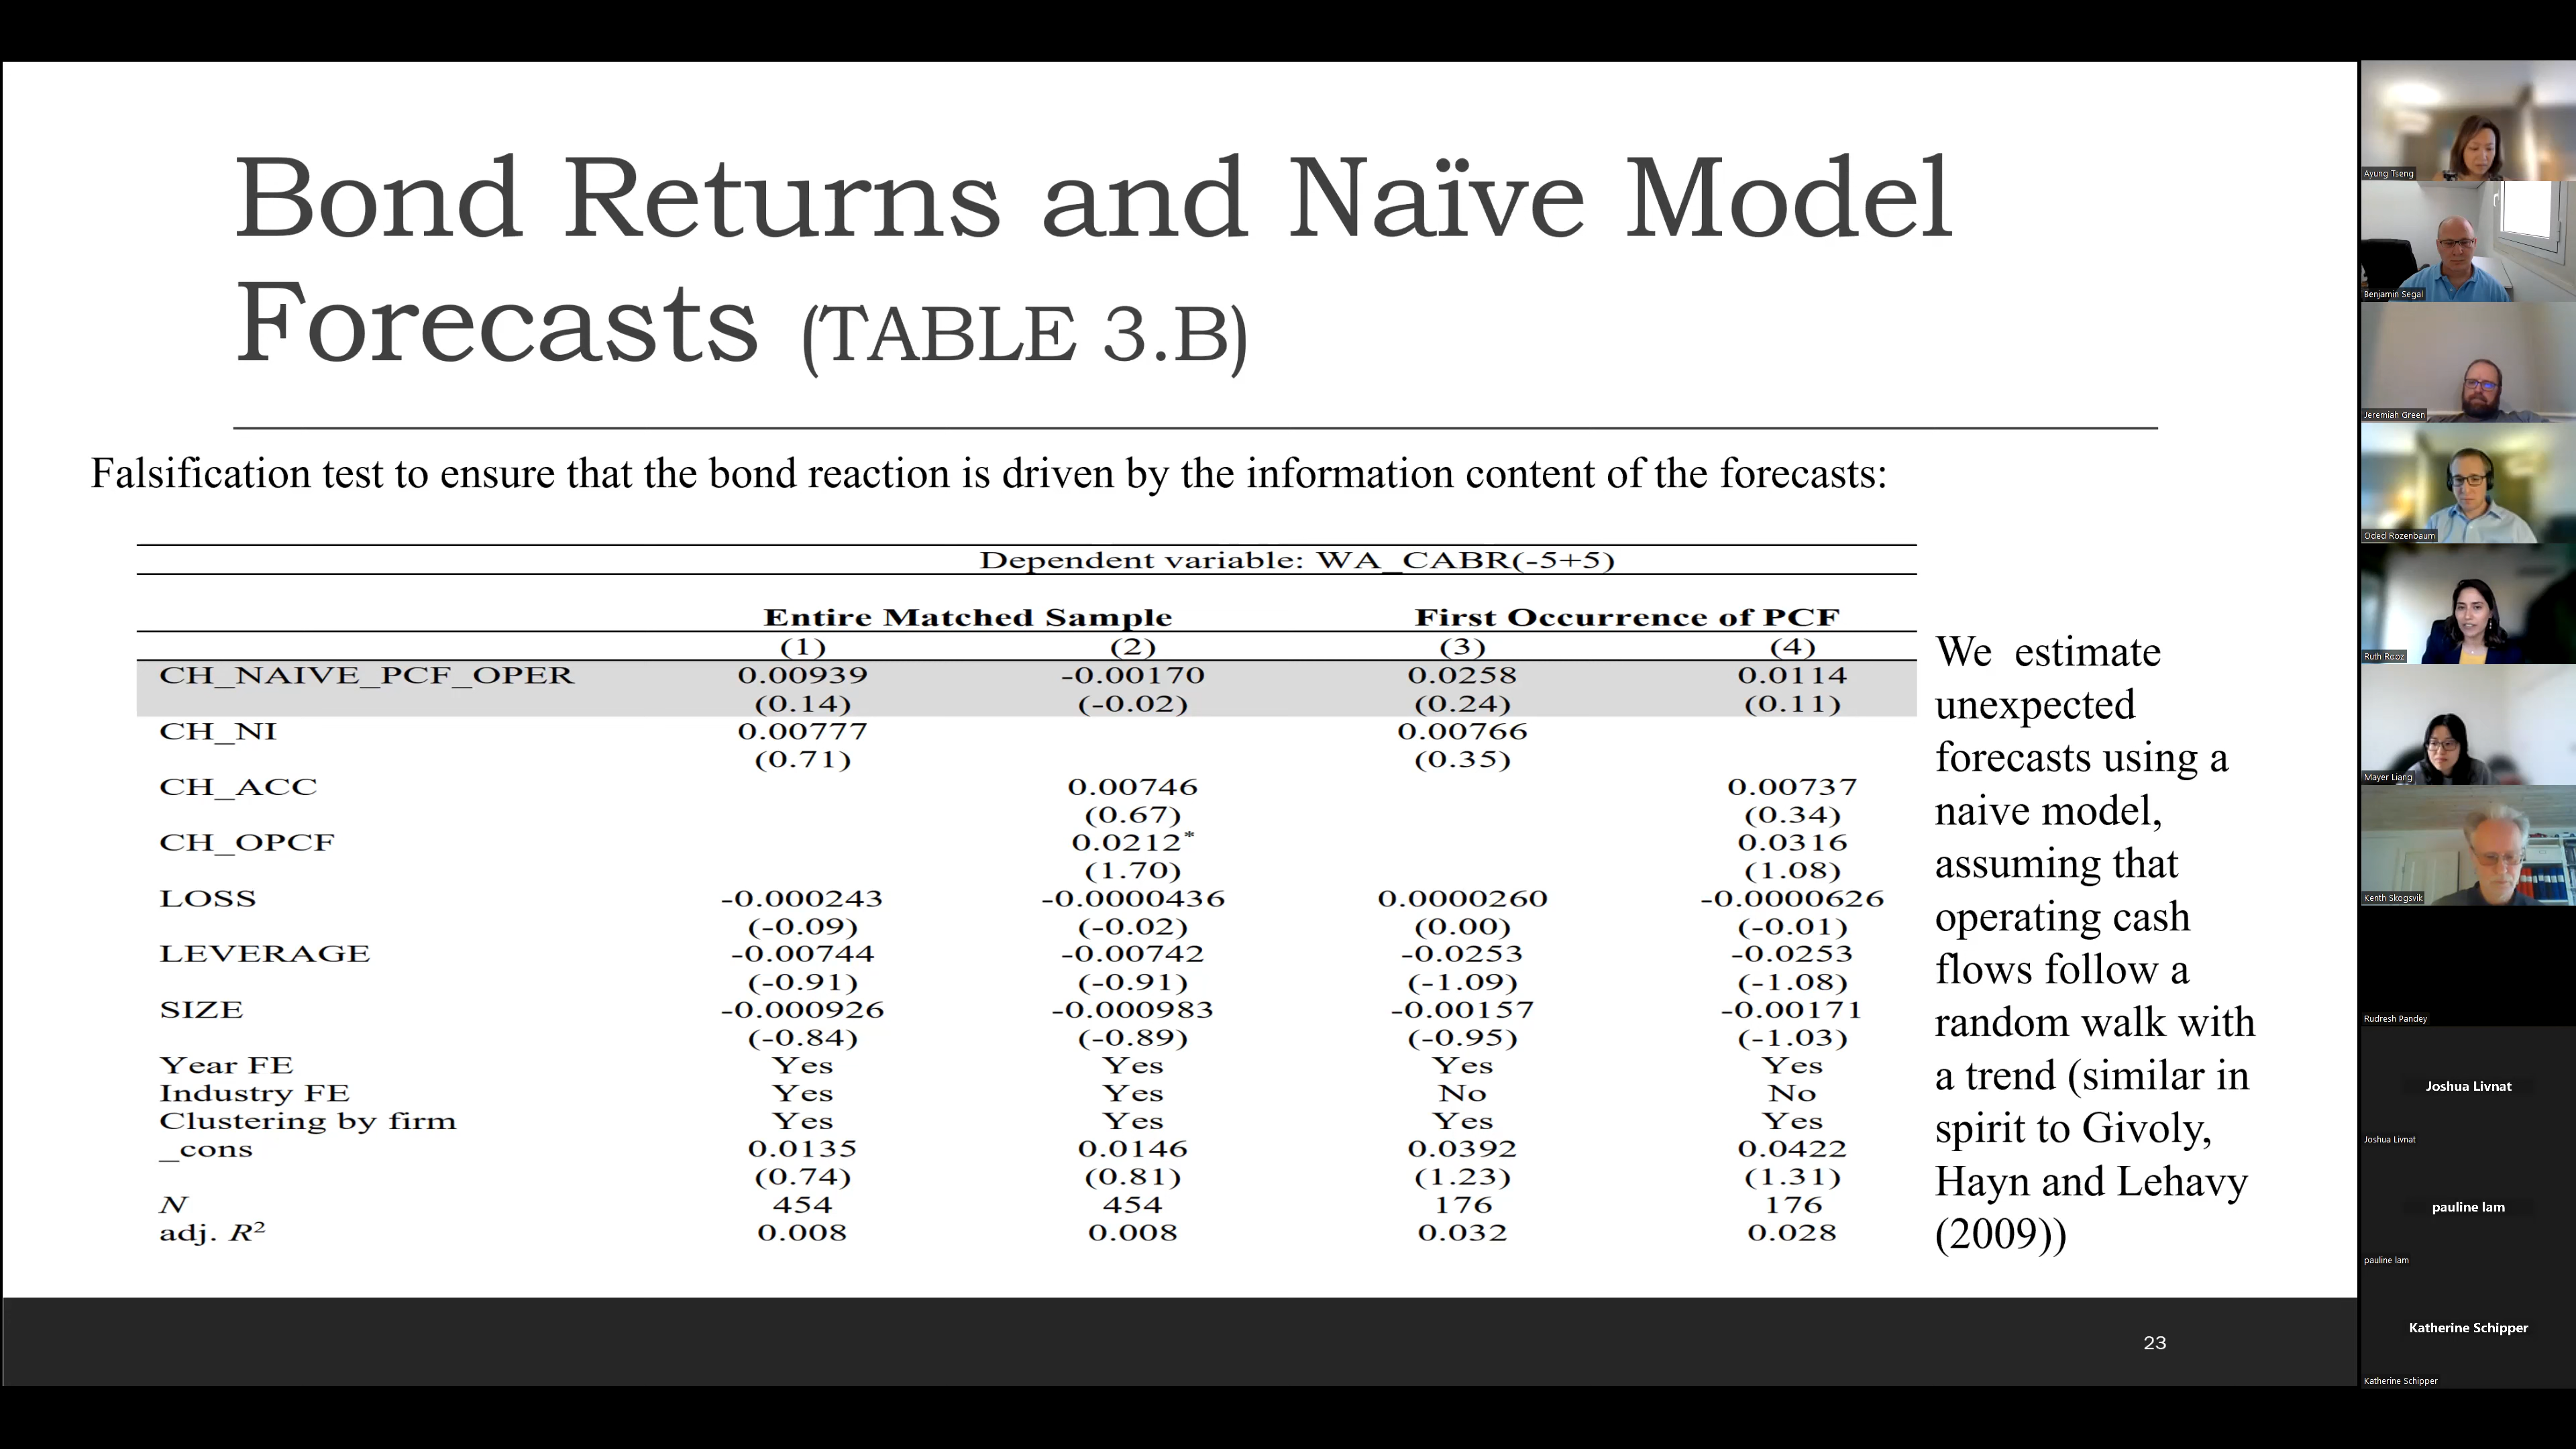 Bond Returns and Naïve Model
Forecasts (TABLE 3.B)
Falsification test to ensure that the bond reaction is driven by the information content of the forecasts:
Dependent variable: WA_CABR(-5+5)
Entire Matched Sample First Occurrence of PCF
(1) (2) (3) (4)
CH_NAIVE_PCF_OPER 0.00939 -0.00170 0.0258 0.0114
(0.14) (-0.02) (0.24) (0.11)
CH_NI 0.00777 0.00766
(0.71) (0.35)
CH_ACC 0.00746 0.00737
(0.67) (0.34)
CH_OPCF 0.0212* 0.0316
(1.70) (1.08)
LOSS -0.000243 -0.0000436 0.0000260 -0.0000626
(-0.09) (-0.02) (0.00) (-0.01)
LEVERAGE -0.00744 -0.00742 -0.0253 -0.0253
(-0.91) (-0.91) (-1.09) (-1.08)
SIZE -0.000926 -0.000983 -0.00157 -0.00171
(-0.84) (-0.89) (-0.95) (-1.03)
Year FE Yes Yes Yes Yes
Industry FE Yes Yes No No
Clustering by firm Yes Yes Yes Yes
_cons 0.0135 0.0146 0.0392 0.0422
(0.74) (0.81) (1.23) (1.31)
N 454 454 176 176
adj. R² 0.008 0.008 0.032 0.028
We estimate
unexpected
forecasts using a
naive model,
assuming that
operating cash
flows follow a
random walk with
a trend (similar in
spirit to Givoly,
Hayn and Lehavy
(2009))
23
Ayung Tseng
Benjamin Segal
Jeremiah Green
Oded Rozenbaum
Ruth Rooz
Mayer Liang
Kenth Skogsvik
Rudresh Pandey
Joshua Livnat
Joshua Livnat
pauline lam
pauline lam
Katherine Schipper
Katherine Schipper